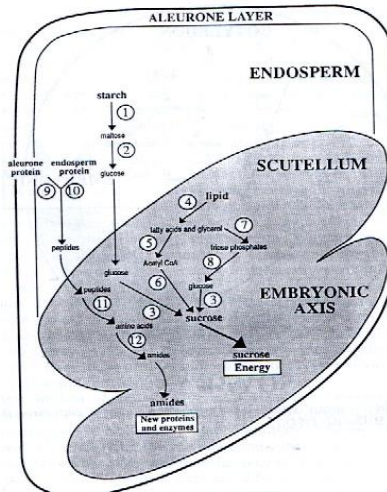 ALEURONE LAYER
ENDOSPERM
starch
1
maltose
2
glucose
aleurone protein
endosperm protein
9
10
peptides
SCUTELLUM
4
lipid
fatty acids and glycerol
7
5
triose phosphates
Acetyl CoA
8
6
glucose
glucose
3
3
sucrose
peptides
11
amino acids
12
amides
EMBRYONIC
AXIS
sucrose
Energy
amides
New proteins
and enzymes